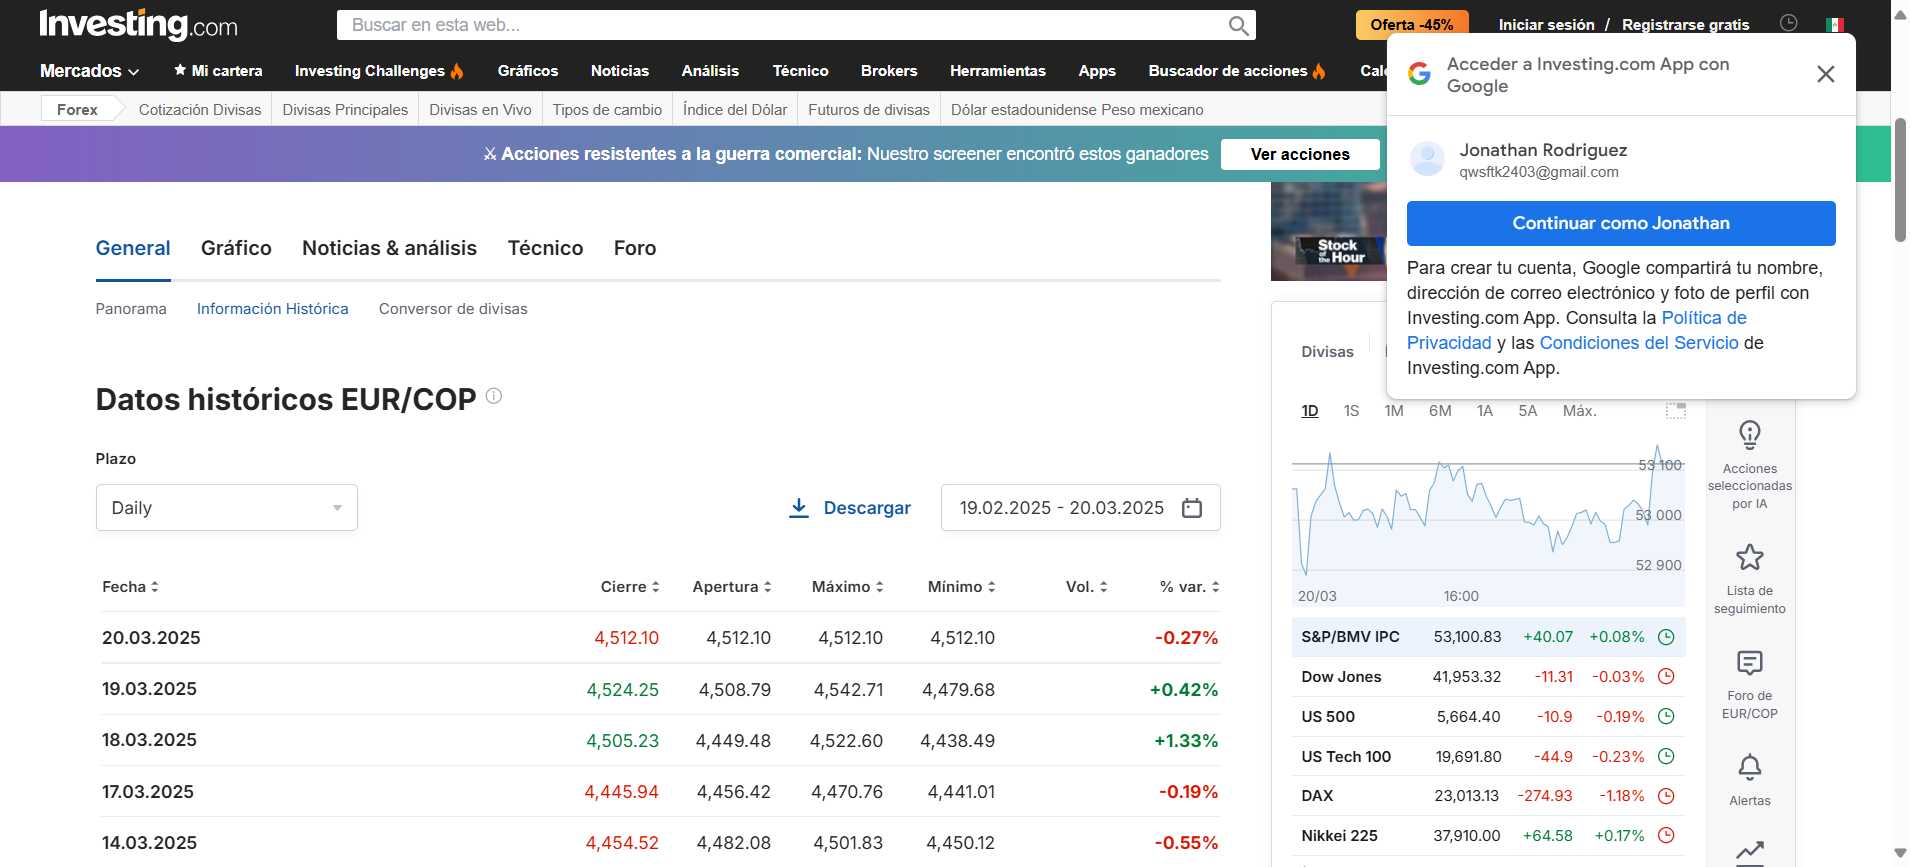 Investing.com
Buscar en esta web...
Oferta -45%
Iniciar sesión / Registrarse gratis
Mercados
Mi cartera
Investing Challenges
Gráficos
Noticias
Análisis
Técnico
Brokers
Herramientas
Apps
Buscador de acciones
Forex
Cotización Divisas
Divisas Principales
Divisas en Vivo
Tipos de cambio
Índice del Dólar
Futuros de divisas
Dólar estadounidense Peso mexicano
Acciones resistentes a la guerra comercial: Nuestro screener encontró estos ganadores
Ver acciones
Acceder a Investing.com App con
Google
Jonathan Rodriguez
qwsftk2403@gmail.com
Continuar como Jonathan
Para crear tu cuenta, Google compartirá tu nombre,
dirección de correo electrónico y foto de perfil con
Investing.com App. Consulta la Política de
Privacidad y las Condiciones del Servicio de
Investing.com App.
General
Gráfico
Noticias & análisis
Técnico
Foro
Panorama
Información Histórica
Conversor de divisas
Datos históricos EUR/COP
Plazo
Daily
Descargar
19.02.2025 - 20.03.2025
Fecha Cierre Apertura Máximo Mínimo Vol. % var.
20.03.2025 4,512.10 4,512.10 4,512.10 4,512.10 -0.27%
19.03.2025 4,524.25 4,508.79 4,542.71 4,479.68 +0.42%
18.03.2025 4,505.23 4,449.48 4,522.60 4,438.49 +1.33%
17.03.2025 4,445.94 4,456.42 4,470.76 4,441.01 -0.19%
14.03.2025 4,454.52 4,482.08 4,501.83 4,450.12 -0.55%
Stock
of the Hour
Divisas
1D 1S 1M 6M 1A 5A Máx.
53 100
53 000
52 900
20/03 16:00
S&P/BMV IPC 53,100.83 +40.07 +0.08%
Dow Jones 41,953.32 -11.31 -0.03%
US 500 5,664.40 -10.9 -0.19%
US Tech 100 19,691.80 -44.9 -0.23%
DAX 23,013.13 -274.93 -1.18%
Nikkei 225 37,910.00 +64.58 +0.17%
Acciones
seleccionadas
por IA
Lista de
seguimiento
Foro de
EUR/COP
Alertas